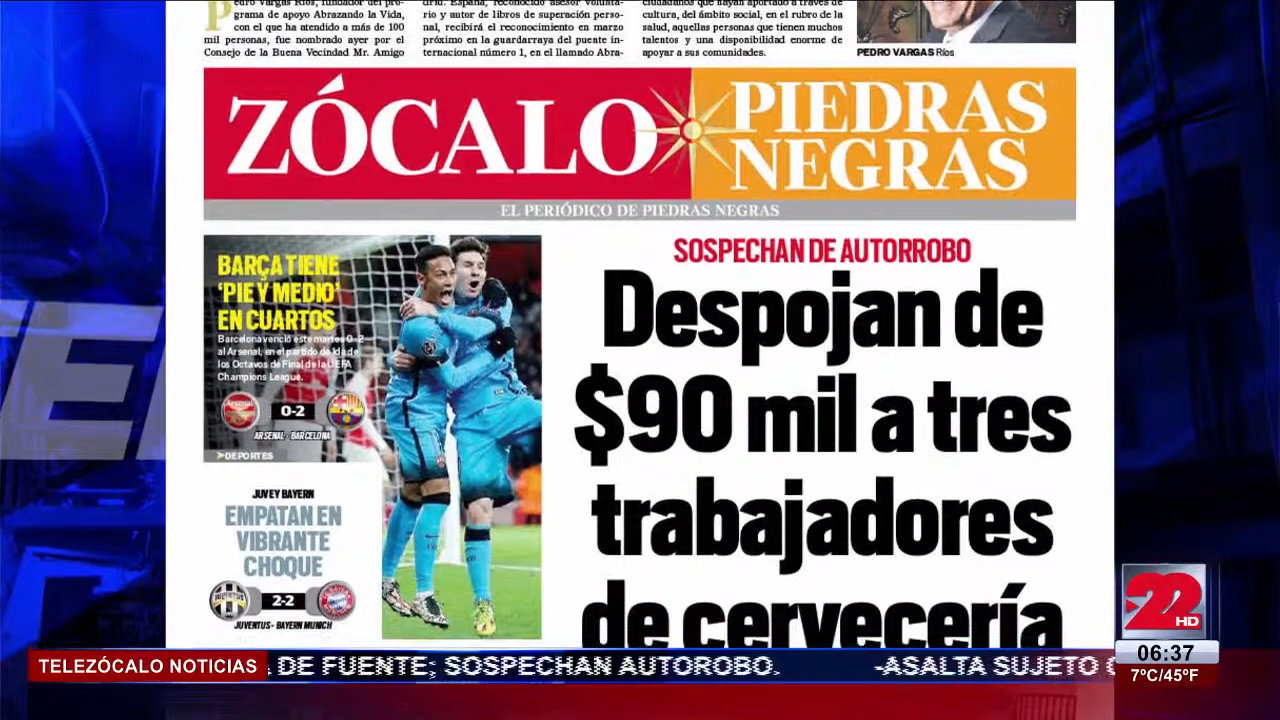 Pedro Vargas Ríos, fundador del pro-
grama de apoyo Abrazando la Vida,
con el que ha atendido a más de 100
mil personas, fue nombrado ayer por el
Consejo de la Buena Vecindad Mr. Amigo
drid. España, reconocido asesor volunta-
rio y autor de libros de superación perso-
nal, recibirá el reconocimiento en marzo
próximo en la guardarraya del puente in-
ternacional número 1, en el llamado Abra-
ciudadanos que hayan aportado a través de
cultura, del ámbito social, en el rubro de la
salud, aquellas personas que tienen muchos
talentos y una disponibilidad enorme de
apoyar a sus comunidades.
PEDRO VARGAS Ríos
ZÓCALO
PIEDRAS
NEGRAS
EL PERIÓDICO DE PIEDRAS NEGRAS
BARÇA TIENE
‘PIE Y MEDIO’
EN CUARTOS
Barcelona venció este martes 0-2
al Arsenal, en el partido de Ida de
los Octavos de Final de la UEFA
Champions League.
Arsenal
0-2
ARSENAL - BARCELONA
➤DEPORTES
JUVE Y BAYERN
EMPATAN EN
VIBRANTE
CHOQUE
JUVENTUS
2-2
JUVENTUS - BAYERN MUNICH
SOSPECHAN DE AUTORROBO
Despojan de
$90 mil a tres
trabajadores
de cervecería
22
HD
06:37
7°C/45°F
TELEZÓCALO NOTICIAS
A DE FUENTE; SOSPECHAN AUTOROBO. -ASALTA SUJETO